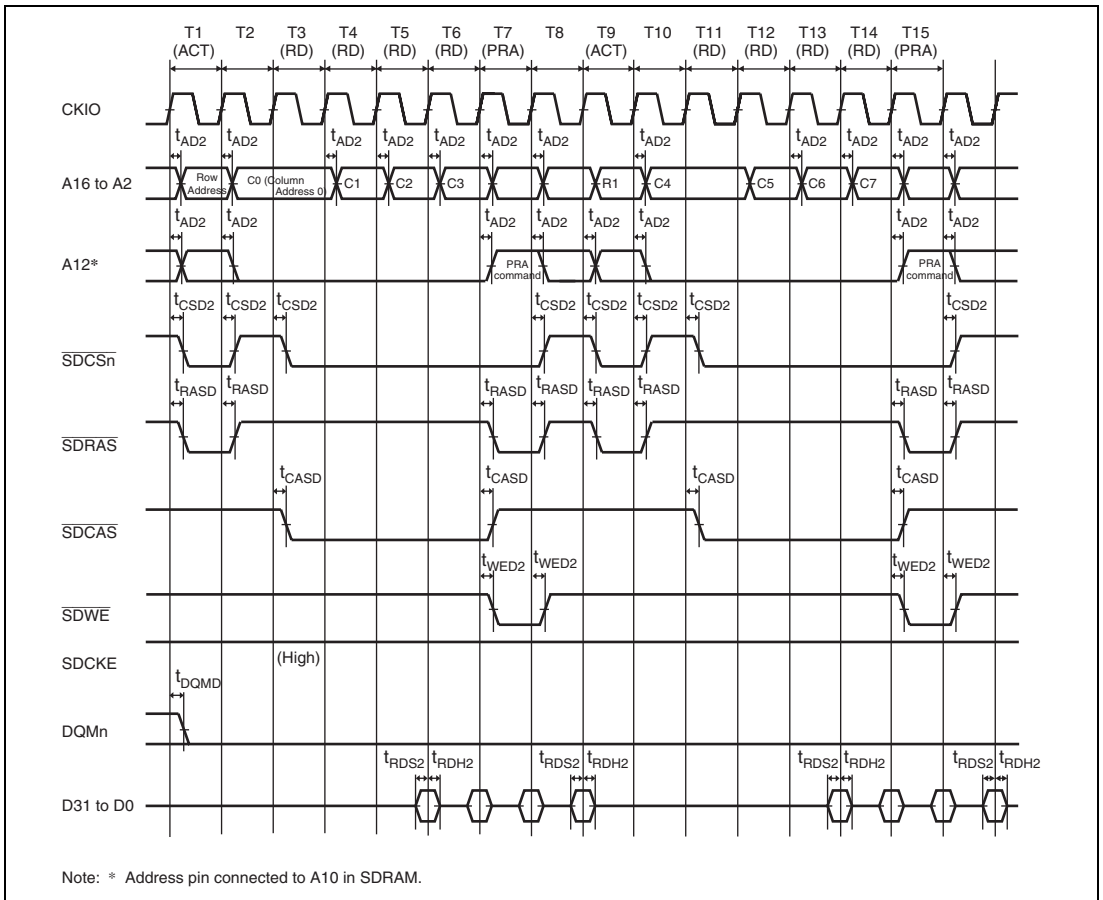 T1 T2 T3 T4 T5 T6 T7 T8 T9 T10 T11 T12 T13 T14 T15
(ACT) (RD) (RD) (RD) (RD) (PRA) (ACT) (RD) (RD) (RD) (RD) (PRA)
CKIO
tAD2 tAD2 tAD2 tAD2 tAD2 tAD2 tAD2 tAD2 tAD2 tAD2 tAD2 tAD2
A16 to A2
Row Address
C0 (Column Address 0)
C1 C2 C3 R1 C4 C5 C6 C7
tAD2 tAD2 tAD2 tAD2 tAD2 tAD2 tAD2 tAD2
A12*
PRA command
PRA command
tCSD2 tCSD2 tCSD2 tCSD2 tCSD2 tCSD2 tCSD2 tCSD2
SDCSn
tRASD tRASD tRASD tRASD tRASD tRASD tRASD tRASD
SDRAS
tCASD tCASD tCASD tCASD
SDCAS
tWED2 tWED2 tWED2 tWED2
SDWE
SDCKE
(High)
tDQMD
DQMn
tRDS2 tRDH2 tRDS2 tRDH2 tRDS2 tRDH2 tRDS2 tRDH2
D31 to D0
Note: * Address pin connected to A10 in SDRAM.